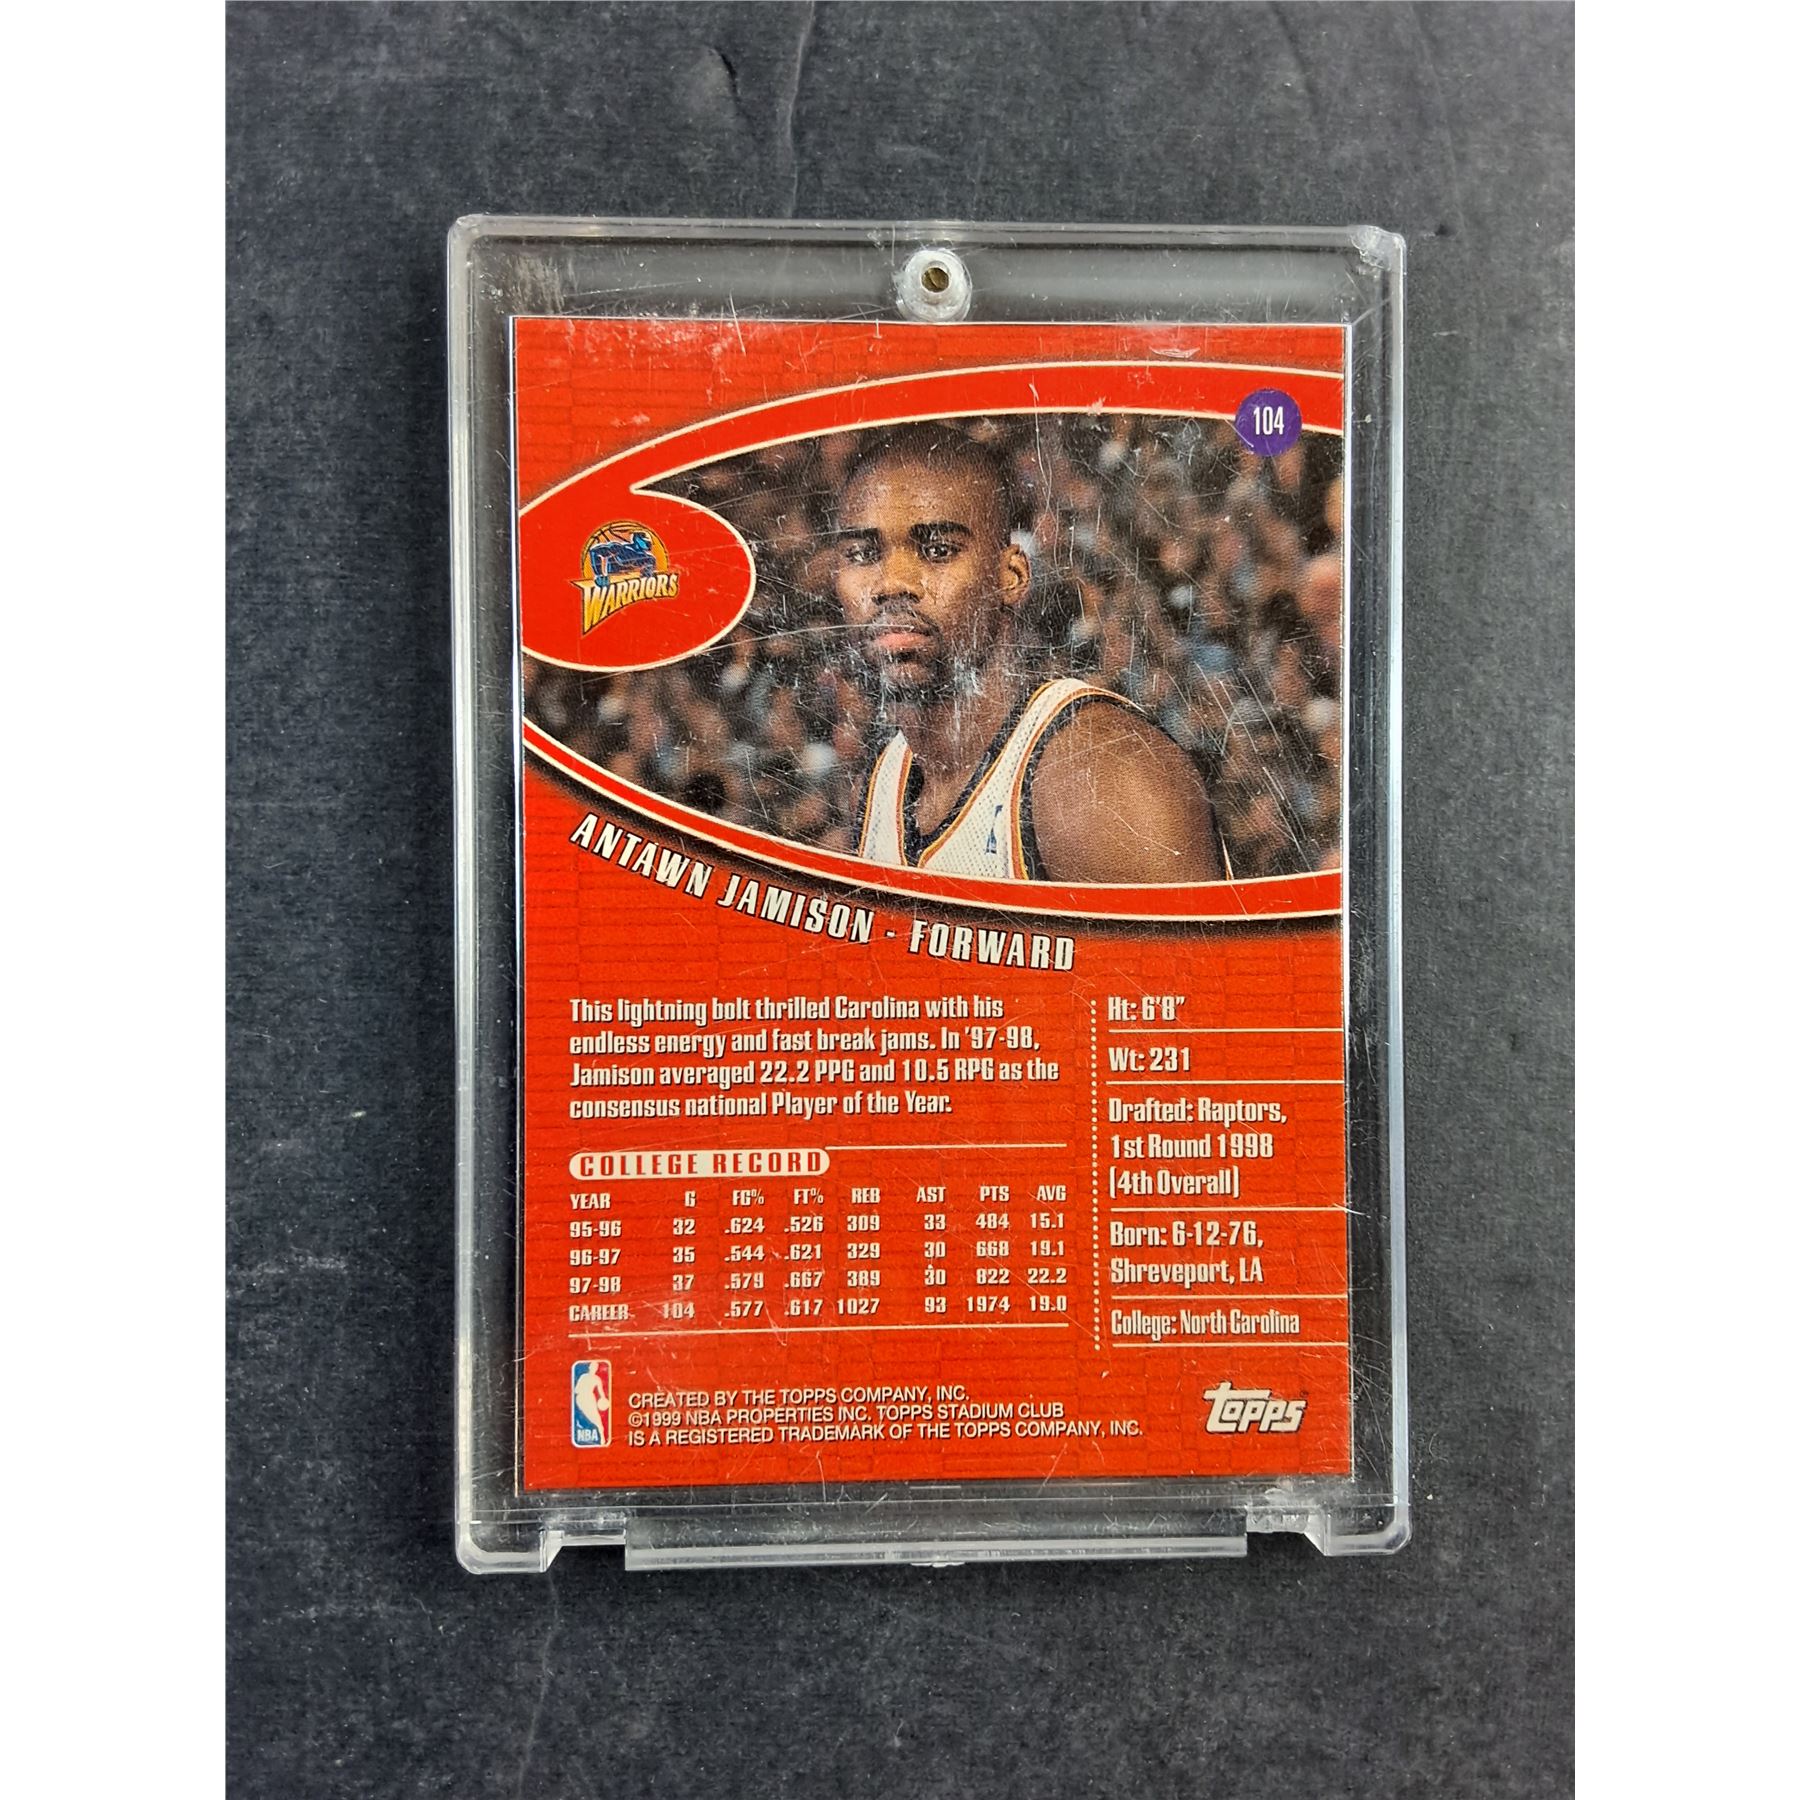 104
WARRIORS
ANTAWN JAMISON - FORWARD
This lightning bolt thrilled Carolina with his
endless energy and fast break jams. In '97-98,
Jamison averaged 22.2 PPG and 10.5 RPG as the
consensus national Player of the Year.
Ht: 6'8"
Wt: 231
Drafted: Raptors,
1st Round 1998
(4th Overall)
Born: 6-12-76,
Shreveport, LA
College: North Carolina
COLLEGE RECORD
YEAR G FG% FT% REB AST PTS AVG
95-96 32 .624 .526 309 33 484 15.1
96-97 35 .544 .621 329 30 668 19.1
97-98 37 .579 .667 389 30 822 22.2
CAREER 104 .577 .617 1027 93 1974 19.0
NBA
CREATED BY THE TOPPS COMPANY, INC.
©1999 NBA PROPERTIES INC. TOPPS STADIUM CLUB
IS A REGISTERED TRADEMARK OF THE TOPPS COMPANY, INC.
Topps